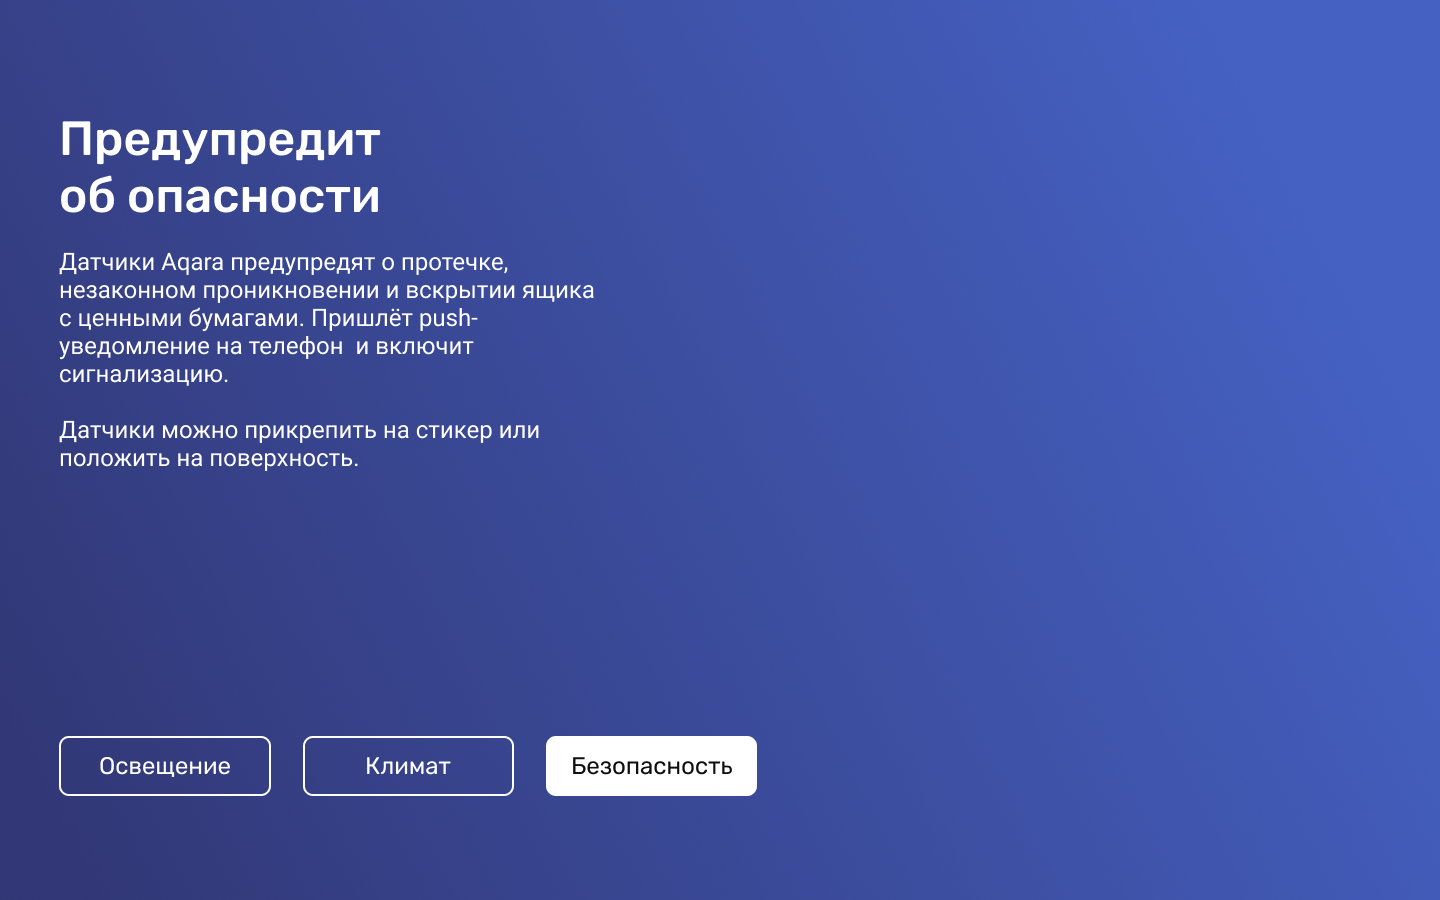 Предупредит
об опасности
Датчики Aqara предупредят о протечке,
незаконном проникновении и вскрытии ящика
с ценными бумагами. Пришлёт push-
уведомление на телефон  и включит
сигнализацию.
Датчики можно прикрепить на стикер или
положить на поверхность.
Освещение
Климат
Безопасность